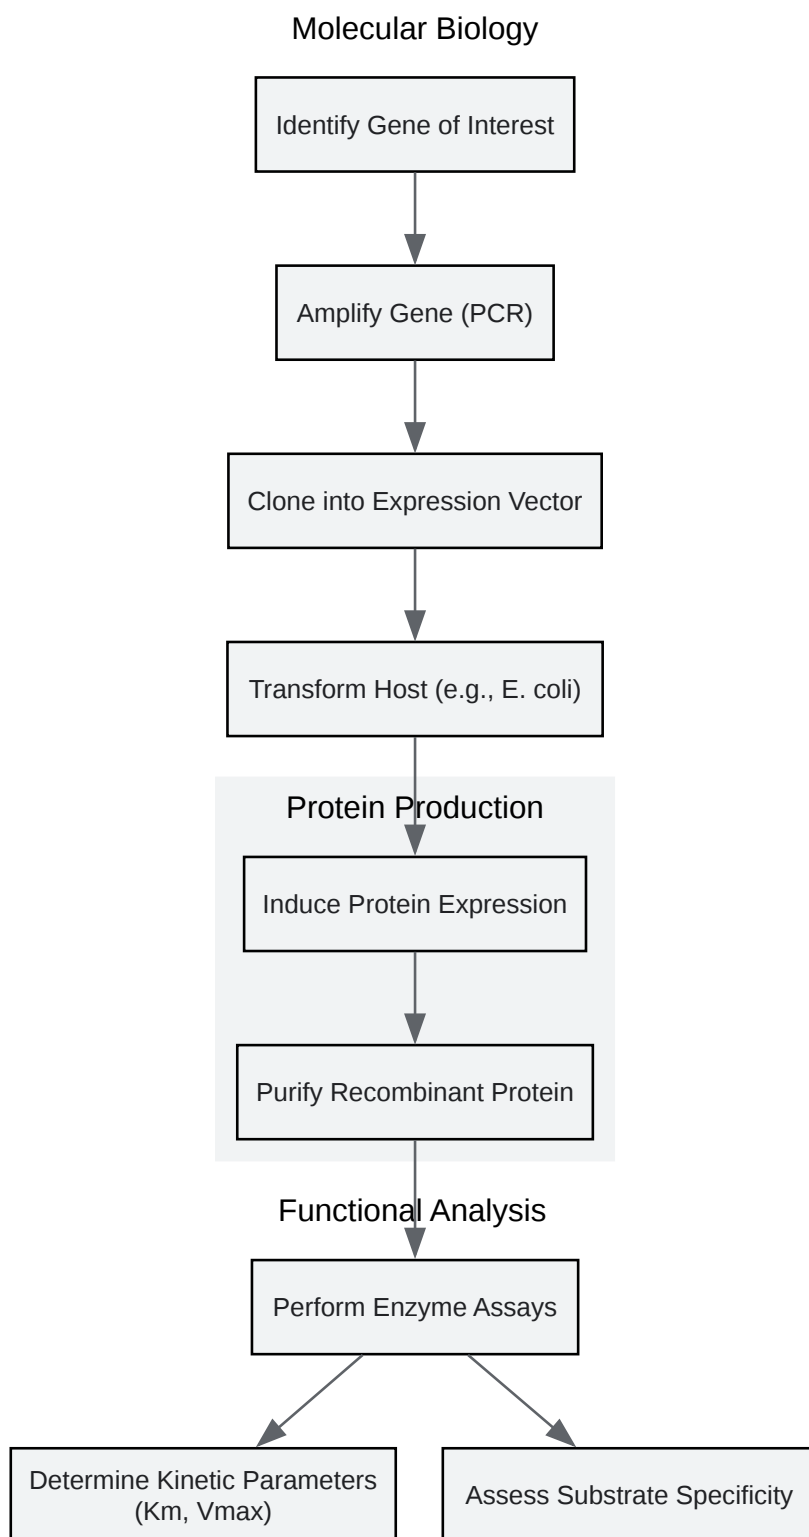 Molecular Biology
Identify Gene of Interest
Amplify Gene (PCR)
Clone into Expression Vector
Transform Host (e.g., E. coli)
Protein Production
Induce Protein Expression
Purify Recombinant Protein
Functional Analysis
Perform Enzyme Assays
Determine Kinetic Parameters
(Km, Vmax)
Assess Substrate Specificity